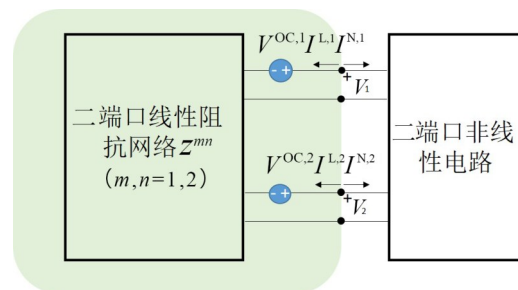 V^{OC,1} I^{L,1} I^{N,1}
- +
+
V_1
二端口线性阻
抗网络z^{mn}
（m,n=1,2）
二端口非线
性电路
V^{OC,2} I^{L,2} I^{N,2}
- +
+
V_2